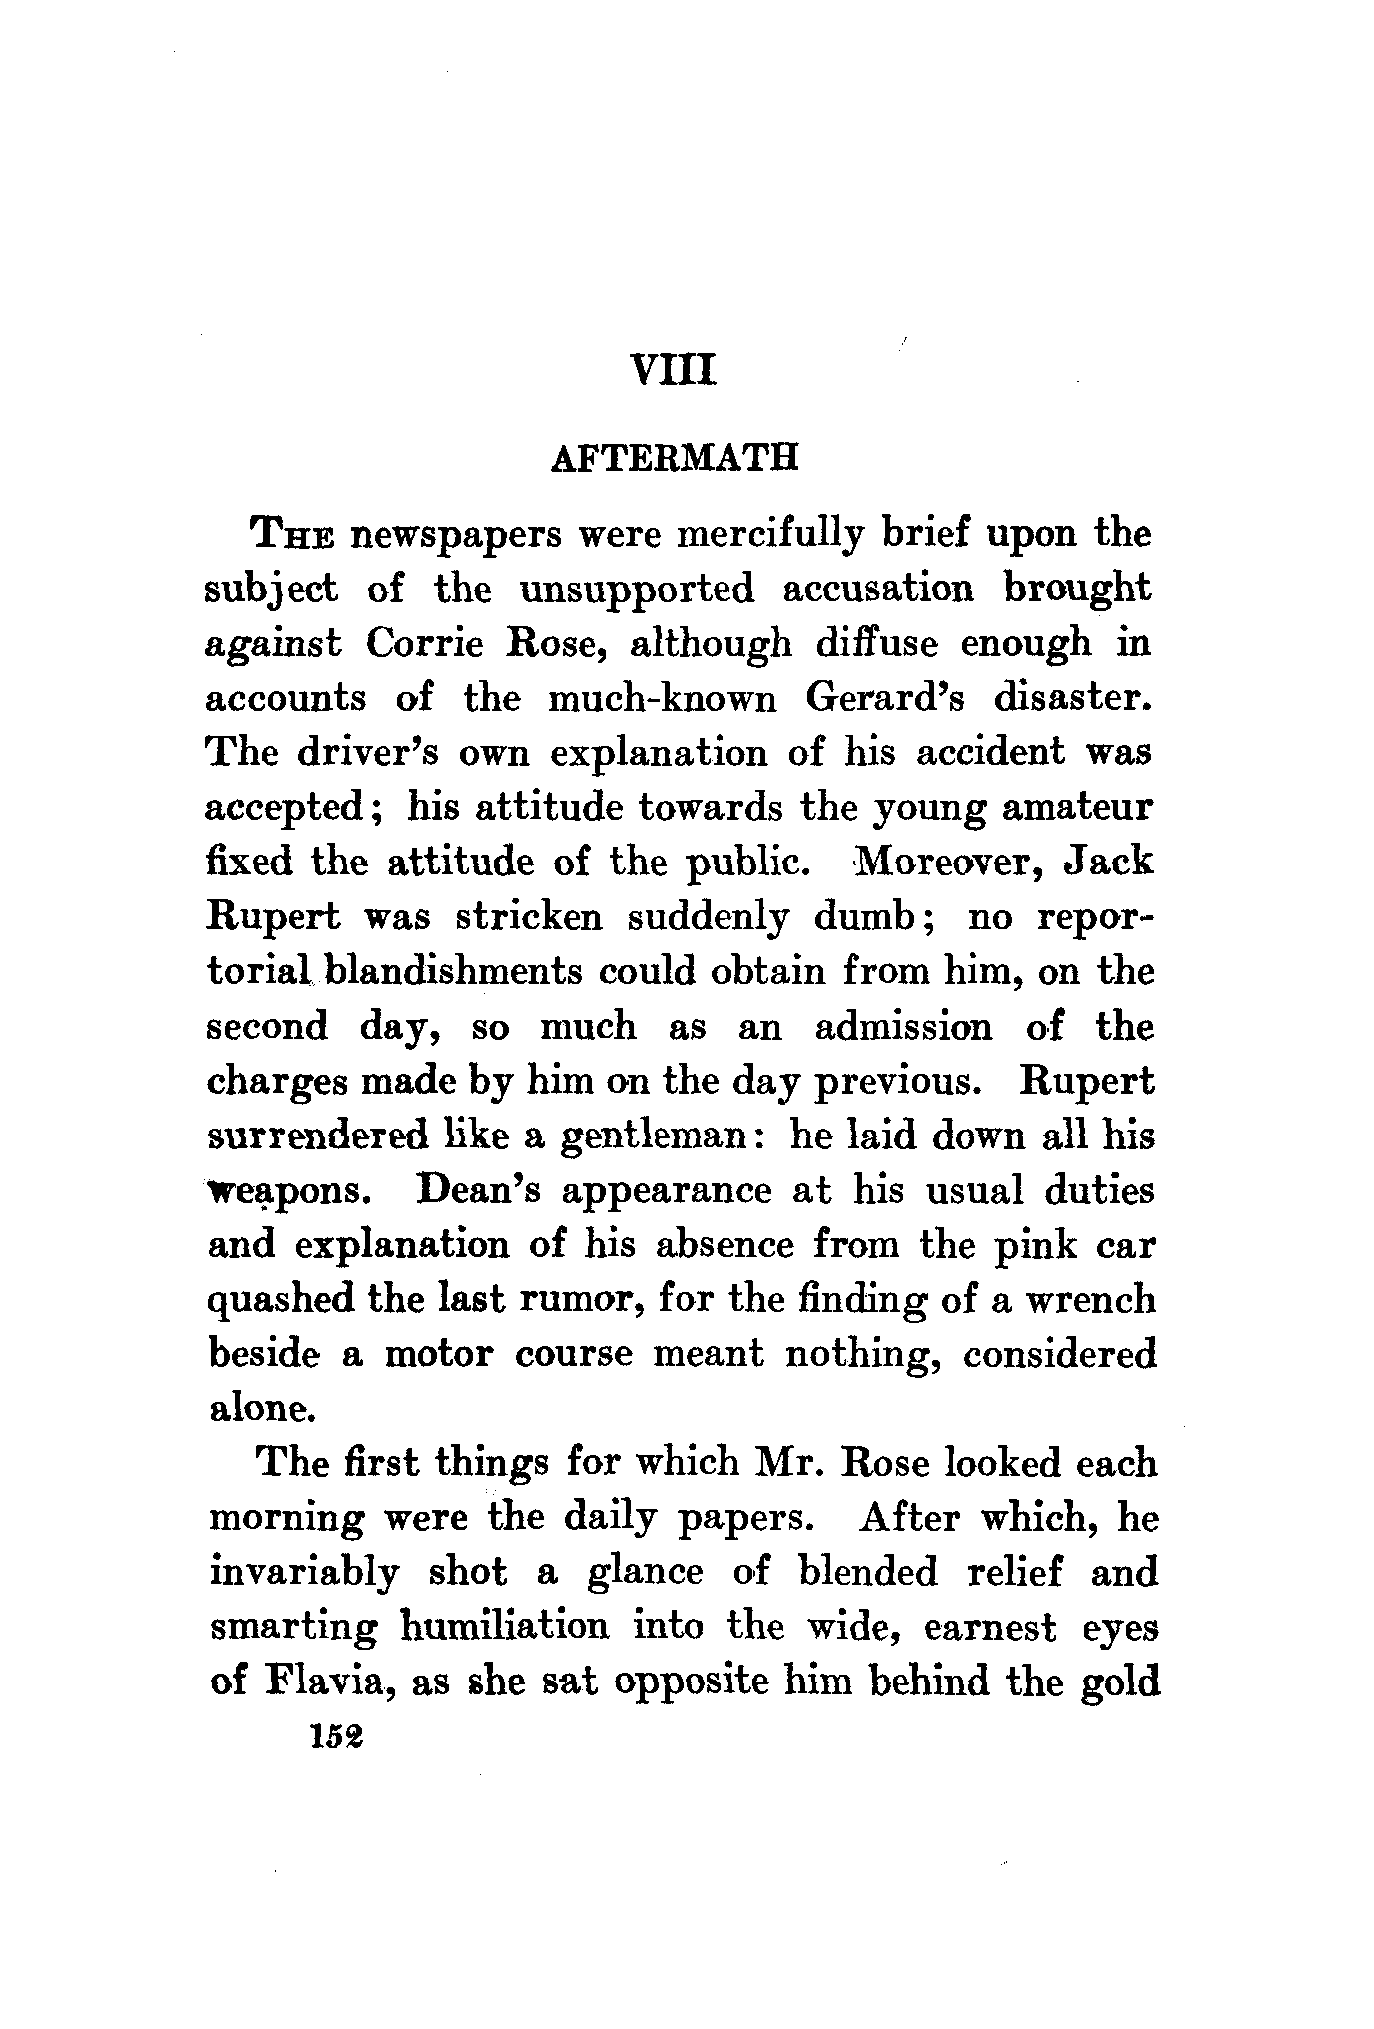 VIII
AFTERMATH
THE newspapers were mercifully brief upon the
subject of the unsupported accusation brought
against Corrie Rose, although diffuse enough in
accounts of the much-known Gerard's disaster.
The driver's own explanation of his accident was
accepted; his attitude towards the young amateur
fixed the attitude of the public. Moreover, Jack
Rupert was stricken suddenly dumb; no repor-
torial blandishments could obtain from him, on the
second day, so much as an admission of the
charges made by him on the day previous. Rupert
surrendered like a gentleman: he laid down all his
weapons. Dean's appearance at his usual duties
and explanation of his absence from the pink car
quashed the last rumor, for the finding of a wrench
beside a motor course meant nothing, considered
alone.
The first things for which Mr. Rose looked each
morning were the daily papers. After which, he
invariably shot a glance of blended relief and
smarting humiliation into the wide, earnest eyes
of Flavia, as she sat opposite him behind the gold
152